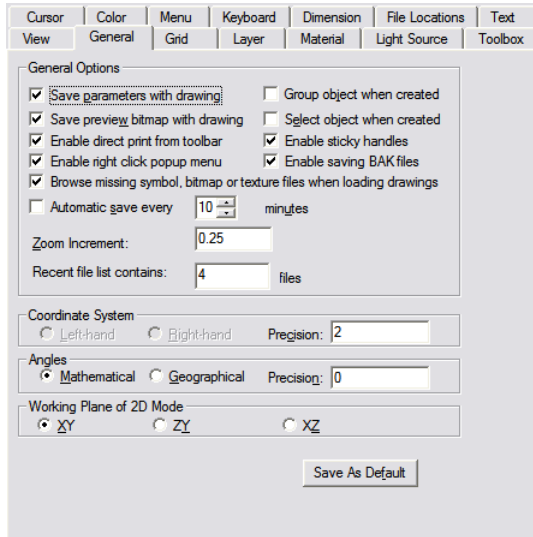 Cursor Color Menu Keyboard Dimension File Locations Text
View General Grid Layer Material Light Source Toolbox
General Options
Save parameters with drawing Group object when created
Save preview bitmap with drawing Select object when created
Enable direct print from toolbar Enable sticky handles
Enable right click popup menu Enable saving BAK files
Browse missing symbol, bitmap or texture files when loading drawings
Automatic save every 10 minutes
Zoom Increment: 0.25
Recent file list contains: 4 files
Coordinate System
Left-hand Right-hand Precision: 2
Angles
Mathematical Geographical Precision: 0
Working Plane of 2D Mode
XY ZY XZ
Save As Default